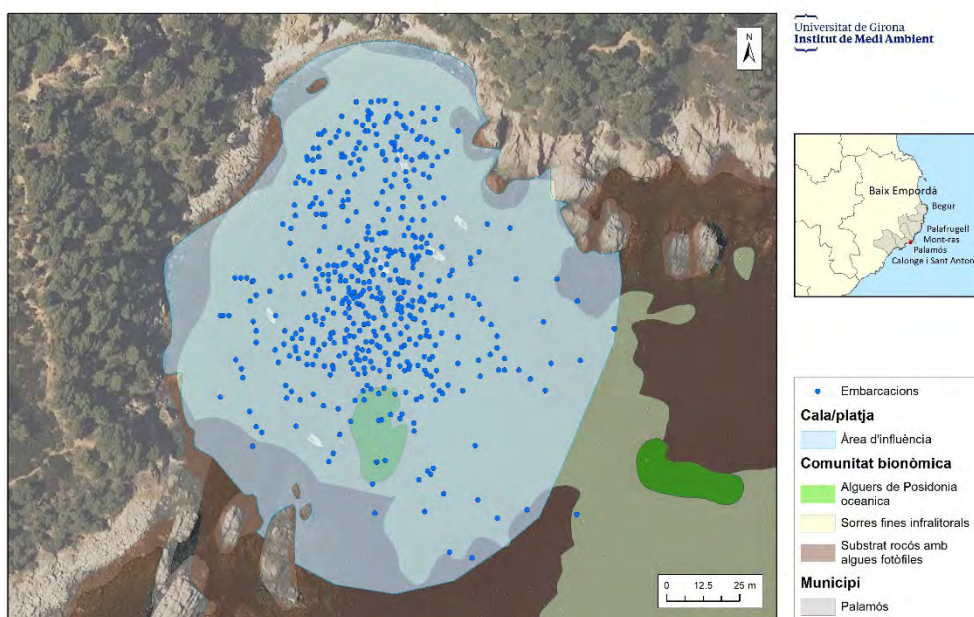 N
0 12.5 25 m
Universitat de Girona
Institut de Medi Ambient
Baix Empordà
Begur
Palafrugell
Mont-ras
Palamós
Calonge i Sant Anton
Embarcacions
Cala/platja
Àrea d'influència
Comunitat bionòmica
Alguers de Posidonia
oceanica
Sorres fines infralitorals
Substrat rocós amb
algues fotòfiles
Municipi
Palamós